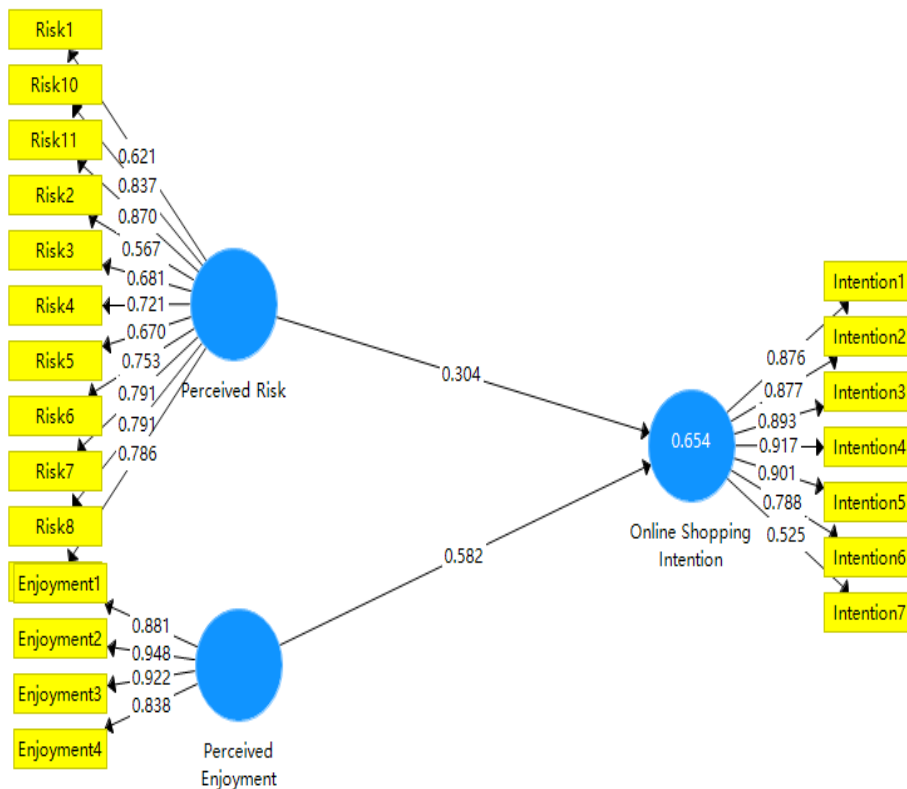 Risk1
Risk10
Risk11
Risk2
Risk3
Risk4
Risk5
Risk6
Risk7
Risk8
0.621
0.837
0.870
0.567
0.681
0.721
0.670
0.753
0.791
0.791
0.786
Perceived Risk
Enjoyment1
Enjoyment2
Enjoyment3
Enjoyment4
0.881
0.948
0.922
0.838
Perceived
Enjoyment
0.304
0.582
0.654
Online Shopping
Intention
0.876
0.877
0.893
0.917
0.901
0.788
0.525
Intention1
Intention2
Intention3
Intention4
Intention5
Intention6
Intention7